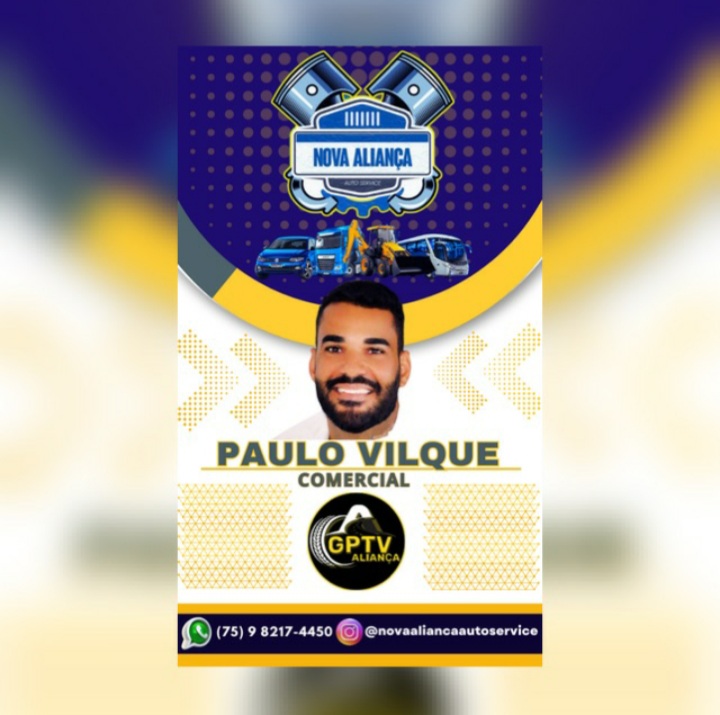 NOVA ALIANÇA
AUTO SERVICE
PAULO VILQUE
COMERCIAL
GPTV
ALIANÇA
(75) 9 8217-4450 @novaaliancaautoservice